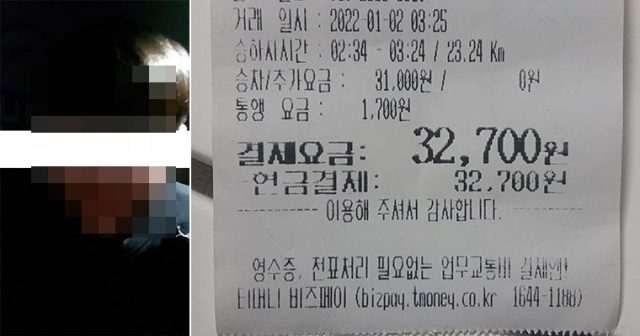 거래 일시 : 2022-01-02 03:25
승하차시간 : 02:34 - 03:24 / 23.24 Km
승차/추가요금 : 31,000원 / 0원
통행 요금 : 1,700원
결제요금: 32,700원
현금결제: 32,700원
---------- 이용해 주셔서 감사합니다. ----------
영수증, 전표처리 필요없는 업무교통비 결제엔!
티머니 비즈페이 (bizpay.tmoney.co.kr 1644-1188)